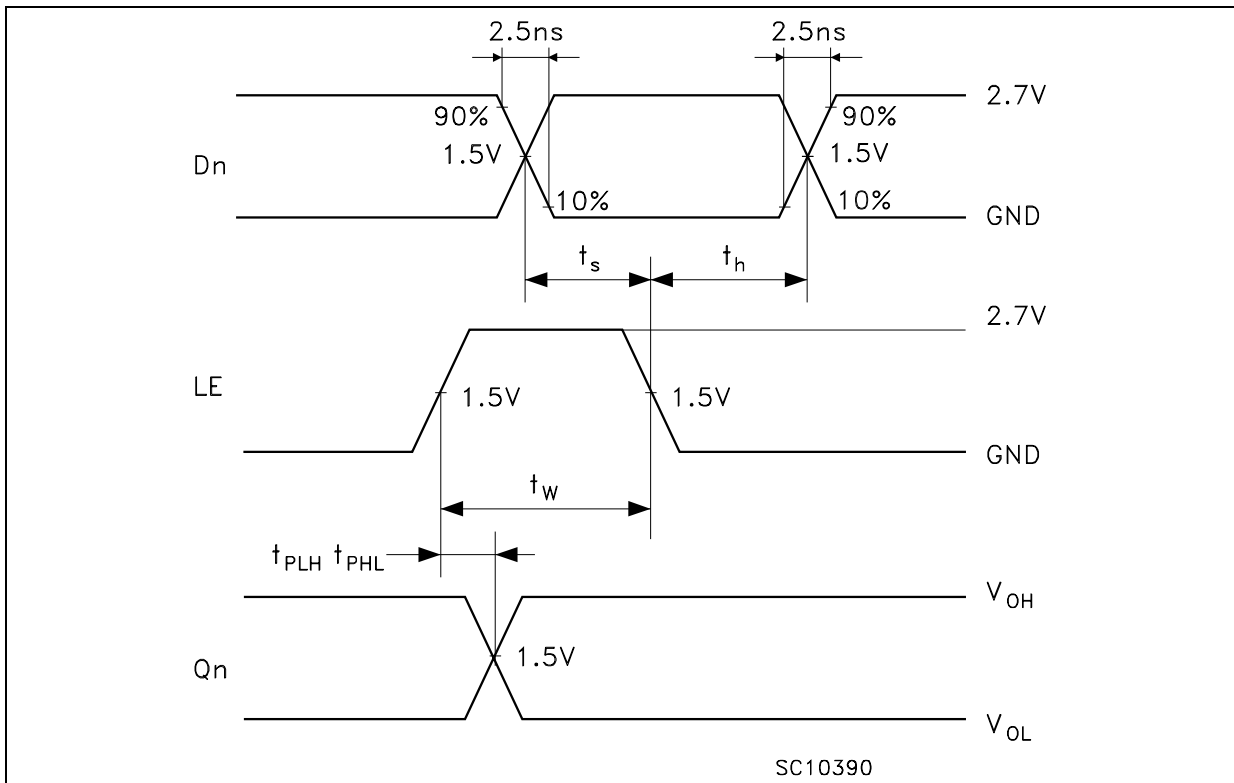 2.5ns 2.5ns
2.7V
90% 90%
Dn 1.5V 1.5V
10% 10%
GND
ts th
2.7V
LE 1.5V 1.5V
GND
tW
tPLH tPHL
VOH
Qn 1.5V
VOL
SC10390